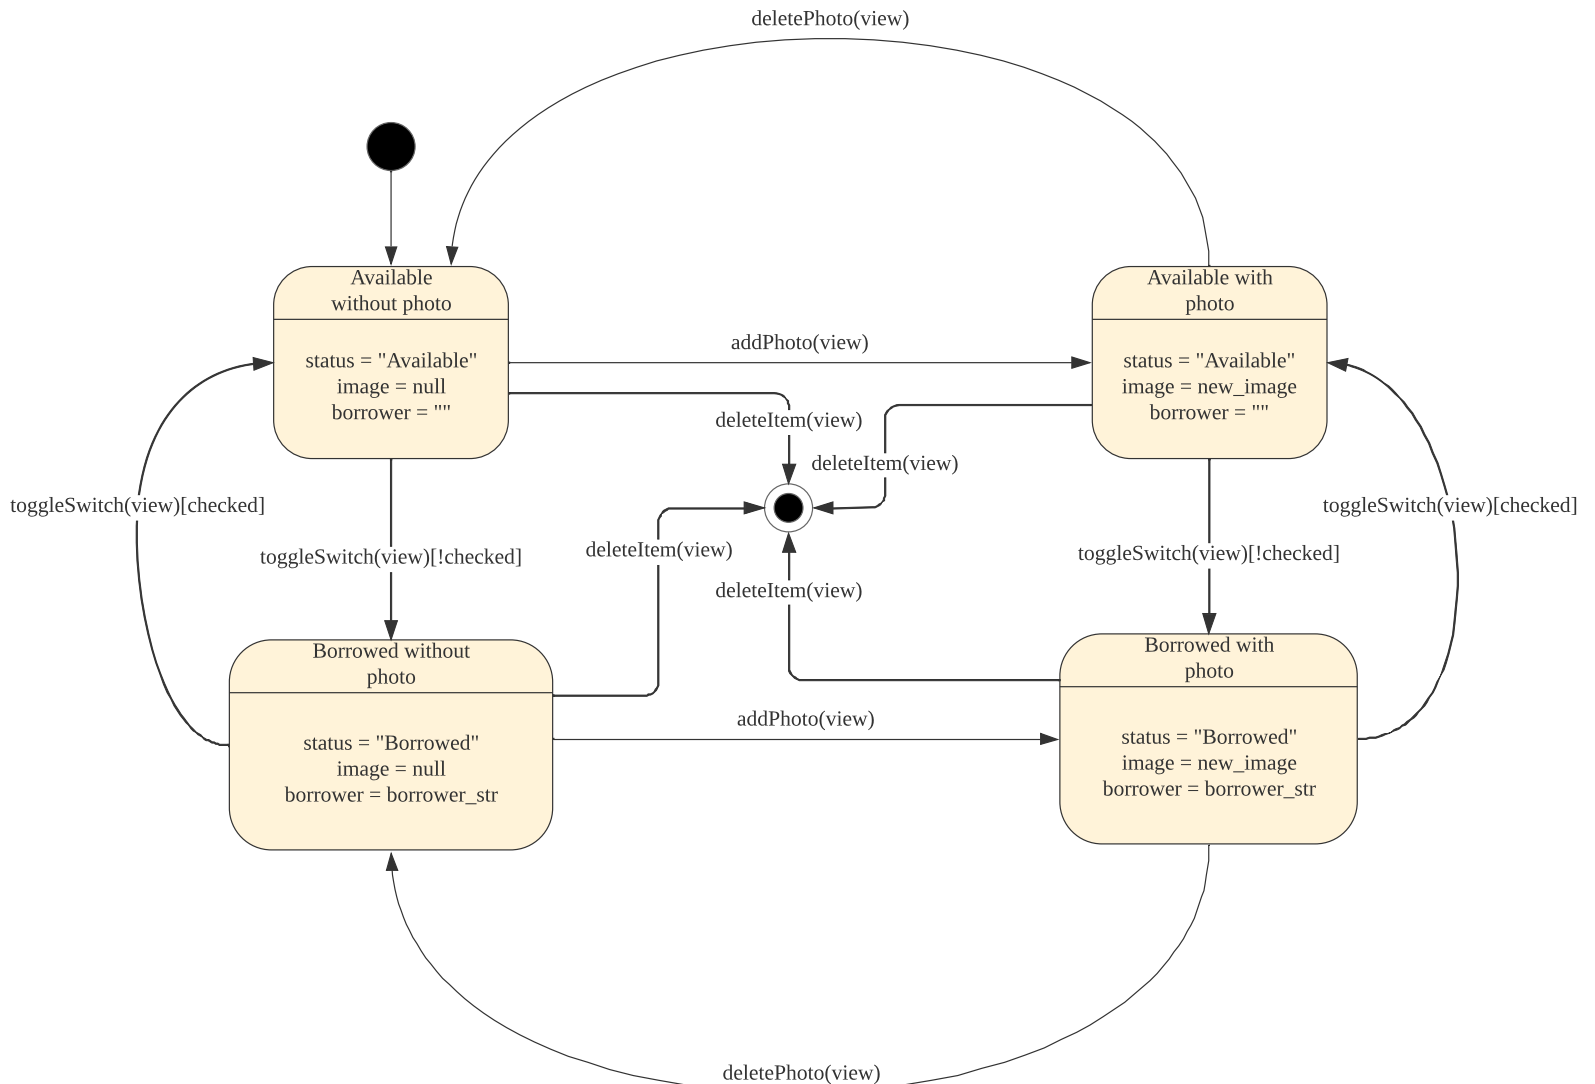 deletePhoto(view)
Available
without photo
status = "Available"
image = null
borrower = ""
addPhoto(view)
Available with
photo
status = "Available"
image = new_image
borrower = ""
deleteItem(view)
deleteItem(view)
toggleSwitch(view)[checked]
toggleSwitch(view)[checked]
toggleSwitch(view)[!checked]
deleteItem(view)
toggleSwitch(view)[!checked]
deleteItem(view)
Borrowed without
photo
status = "Borrowed"
image = null
borrower = borrower_str
addPhoto(view)
Borrowed with
photo
status = "Borrowed"
image = new_image
borrower = borrower_str
deletePhoto(view)